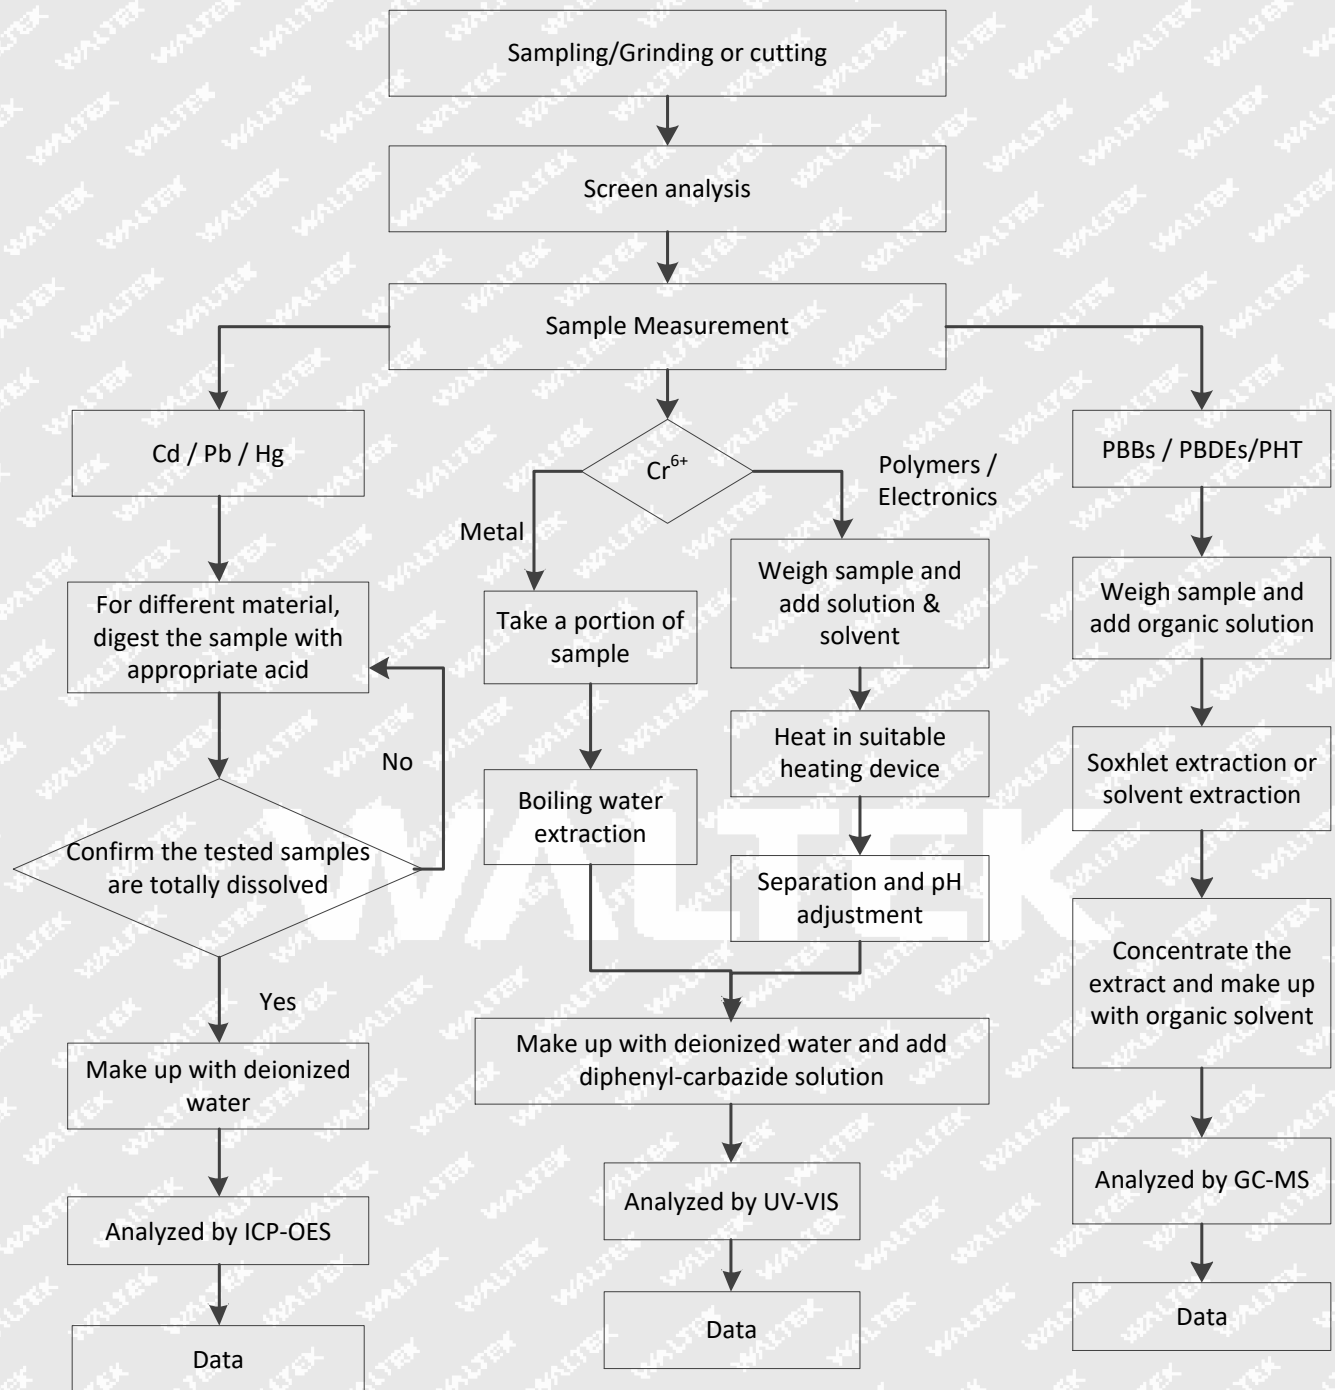 Sampling/Grinding or cutting
Screen analysis
Sample Measurement
Cd / Pb / Hg
For different material,
digest the sample with
appropriate acid
No
Confirm the tested samples
are totally dissolved
Yes
Make up with deionized
water
Analyzed by ICP-OES
Data
Cr⁶⁺
Metal
Take a portion of
sample
Boiling water
extraction
Polymers /
Electronics
Weigh sample and
add solution &
solvent
Heat in suitable
heating device
Separation and pH
adjustment
Make up with deionized water and add
diphenyl-carbazide solution
Analyzed by UV-VIS
Data
PBBs / PBDEs/PHT
Weigh sample and
add organic solution
Soxhlet extraction or
solvent extraction
Concentrate the
extract and make up
with organic solvent
Analyzed by GC-MS
Data
WALTEK